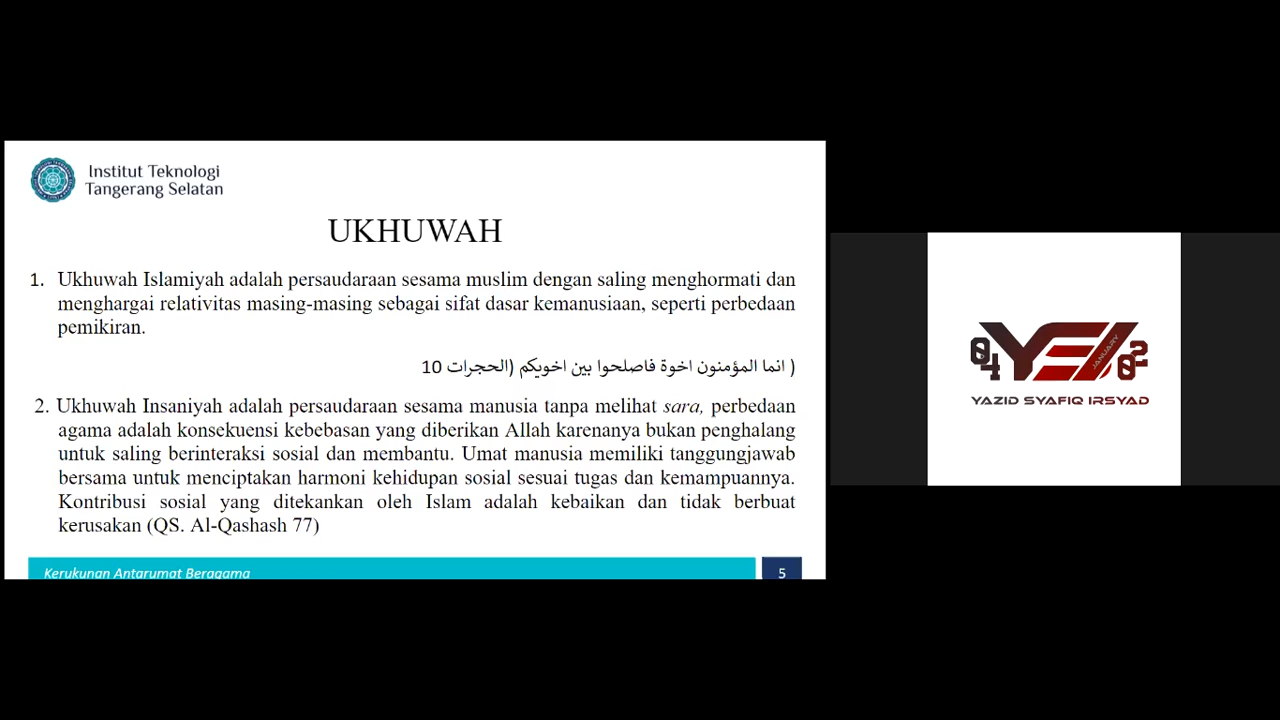 Institut Teknologi
Tangerang Selatan
UKHUWAH
1. Ukhuwah Islamiyah adalah persaudaraan sesama muslim dengan saling menghormati dan
menghargai relativitas masing-masing sebagai sifat dasar kemanusiaan, seperti perbedaan
pemikiran.
( انما المؤمنون اخوة فاصلحوا بين اخويكم (الحجرات 10
2. Ukhuwah Insaniyah adalah persaudaraan sesama manusia tanpa melihat sara, perbedaan
agama adalah konsekuensi kebebasan yang diberikan Allah karenanya bukan penghalang
untuk saling berinteraksi sosial dan membantu. Umat manusia memiliki tanggungjawab
bersama untuk menciptakan harmoni kehidupan sosial sesuai tugas dan kemampuannya.
Kontribusi sosial yang ditekankan oleh Islam adalah kebaikan dan tidak berbuat
kerusakan (QS. Al-Qashash 77)
Kerukunan Antarumat Beragama
5
04 YSI JANUARY 02
YAZID SYAFIQ IRSYAD